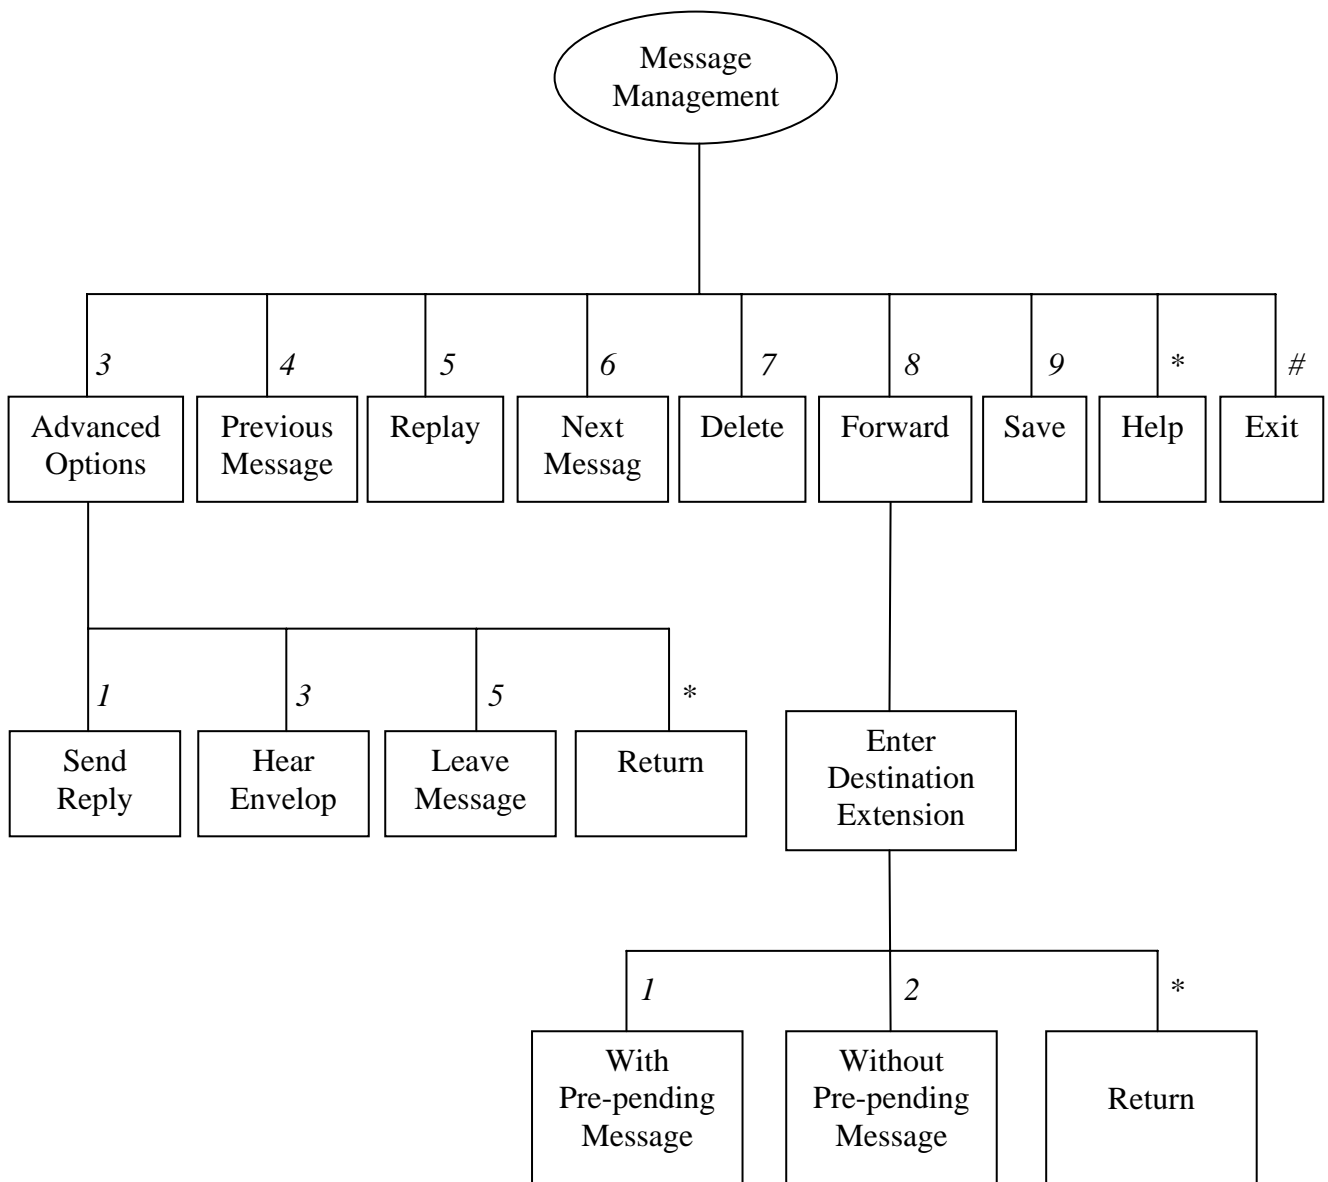 Message
Management
3
4
5
6
7
8
9
*
#
Advanced
Options
Previous
Message
Replay
Next
Messag
Delete
Forward
Save
Help
Exit
1
3
5
*
Send
Reply
Hear
Envelop
Leave
Message
Return
Enter
Destination
Extension
1
2
*
With
Pre-pending
Message
Without
Pre-pending
Message
Return